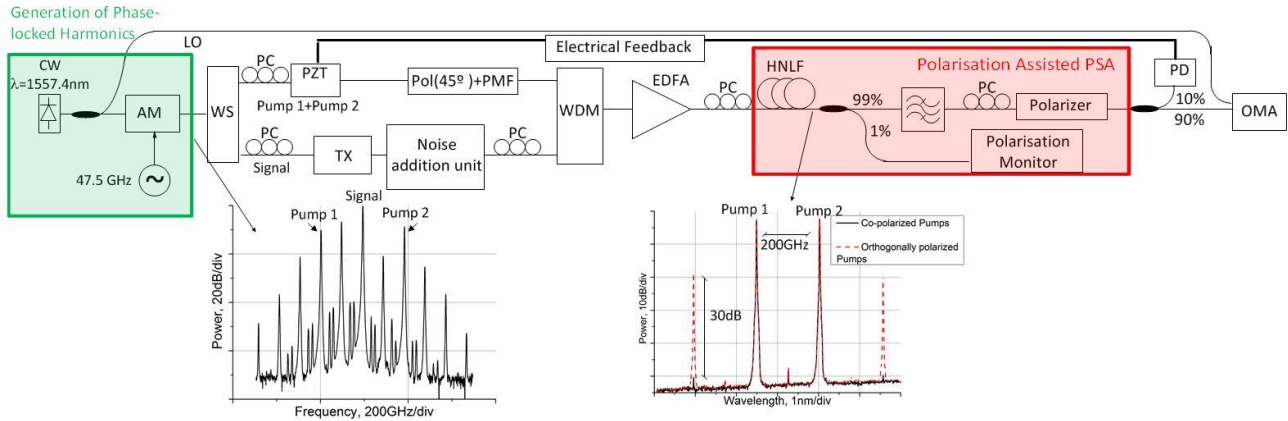 Generation of Phase-
locked Harmonics
LO
CW
λ=1557.4nm
AM
47.5 GHz
WS
PC
PZT
Pump 1+Pump 2
Pol(45º )+PMF
Electrical Feedback
PC
Signal
TX
Noise
addition unit
PC
WDM
EDFA
PC
HNLF
Polarisation Assisted PSA
99%
1%
PC
Polarizer
Polarisation
Monitor
PD
10%
90%
OMA
Signal
Pump 1
Pump 2
Power, 20dB/div
Frequency, 200GHz/div
Pump 1
Pump 2
200GHz
Co-polarized Pumps
Orthogonally polarized
Pumps
30dB
Power, 10dB/div
Wavelength, 1nm/div